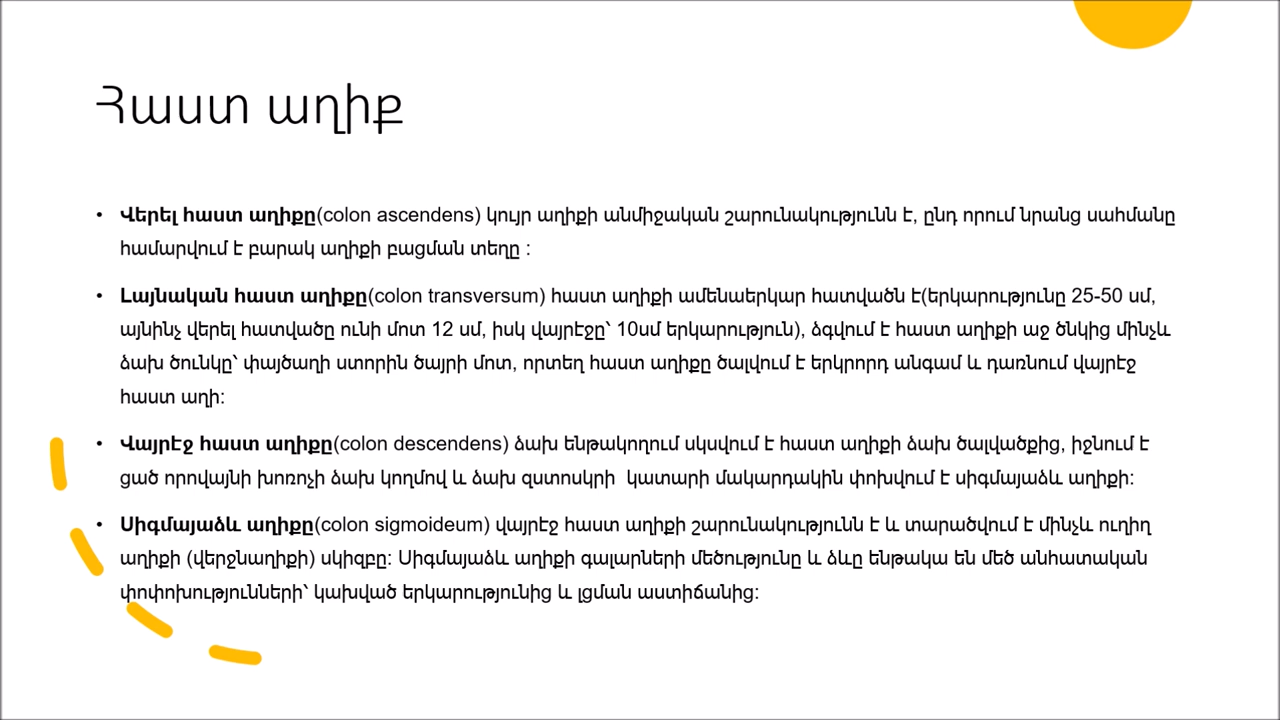 Հաստ աղիք
• Վերել հաստ աղիքը(colon ascendens) կույր աղիքի անմիջական շարունակությունն է, ընդ որում նրանց սահմանը
համարվում է բարակ աղիքի բացման տեղը :
• Լայնական հաստ աղիքը(colon transversum) հաստ աղիքի ամենաերկար հատվածն է(երկարությունը 25-50 սմ,
այնինչ վերել հատվածը ունի մոտ 12 սմ, իսկ վայրէջը՝ 10սմ երկարություն), ձգվում է հաստ աղիքի աջ ծնկից մինչև
ձախ ծունկը՝ փայծաղի ստորին ծայրի մոտ, որտեղ հաստ աղիքը ծալվում է երկրորդ անգամ և դառնում վայրէջ
հաստ աղի:
• Վայրէջ հաստ աղիքը(colon descendens) ձախ ենթակողում սկսվում է հաստ աղիքի ձախ ծալվածքից, իջնում է
ցած որովայնի խոռոչի ձախ կողմով և ձախ զստոսկրի  կատարի մակարդակին փոխվում է սիգմայաձև աղիքի:
• Սիգմայաձև աղիքը(colon sigmoideum) վայրէջ հաստ աղիքի շարունակությունն է և տարածվում է մինչև ուղիղ
աղիքի (վերջնաղիքի) սկիզբը: Սիգմայաձև աղիքի գալարների մեծությունը և ձևը ենթակա են մեծ անհատական
փոփոխությունների՝ կախված երկարությունից և լցման աստիճանից: